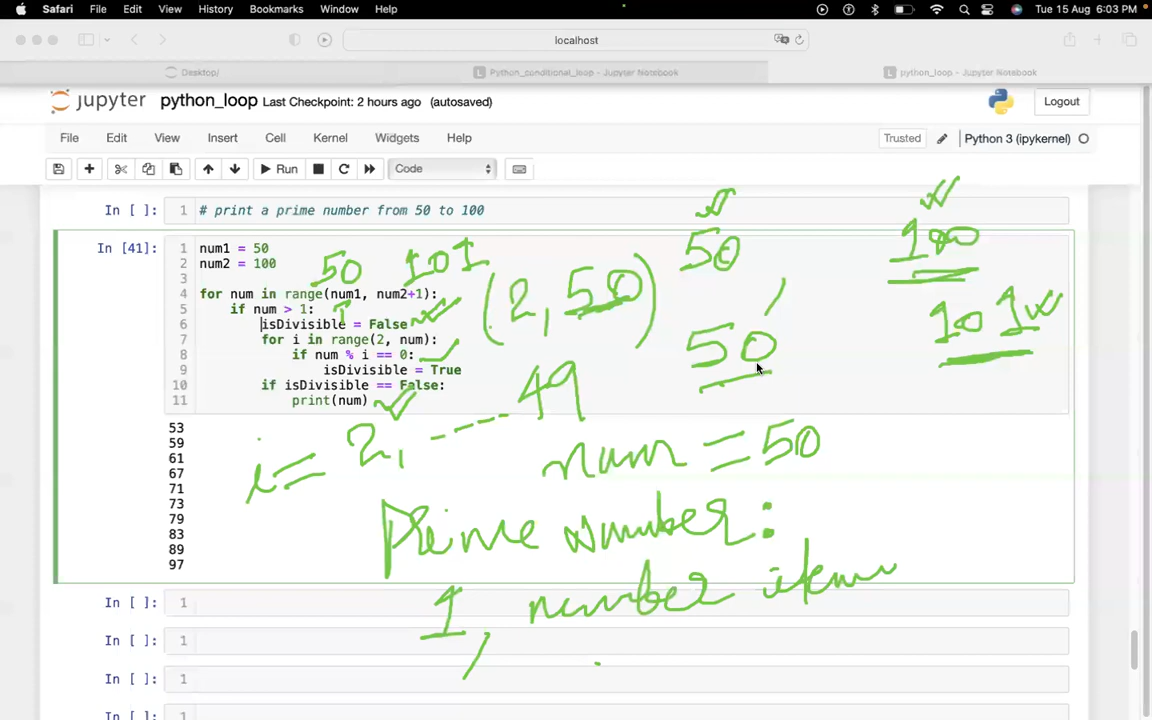 Safari File Edit View History Bookmarks Window Help Tue 15 Aug 6:03 PM
localhost
Desktop/ Python_conditional_loop - Jupyter Notebook python_loop - Jupyter Notebook
jupyter python_loop Last Checkpoint: 2 hours ago (autosaved) Logout
File Edit View Insert Cell Kernel Widgets Help Trusted Python 3 (ipykernel)
Run Code
In [ ]: 1 # print a prime number from 50 to 100
In [41]: 1 num1 = 50
2 num2 = 100
3
4 for num in range(num1, num2+1):
5 if num > 1:
6 isDivisible = False
7 for i in range(2, num):
8 if num % i == 0:
9 isDivisible = True
10 if isDivisible == False:
11 print(num)
53
59
61
67
71
73
79
83
89
97
In [ ]: 1
In [ ]: 1
In [ ]: 1
In [ ]: 1
50 101
(2, 50)
50
100
101
50
i = 2, ---- 49
num = 50
Prime Number:
1, number